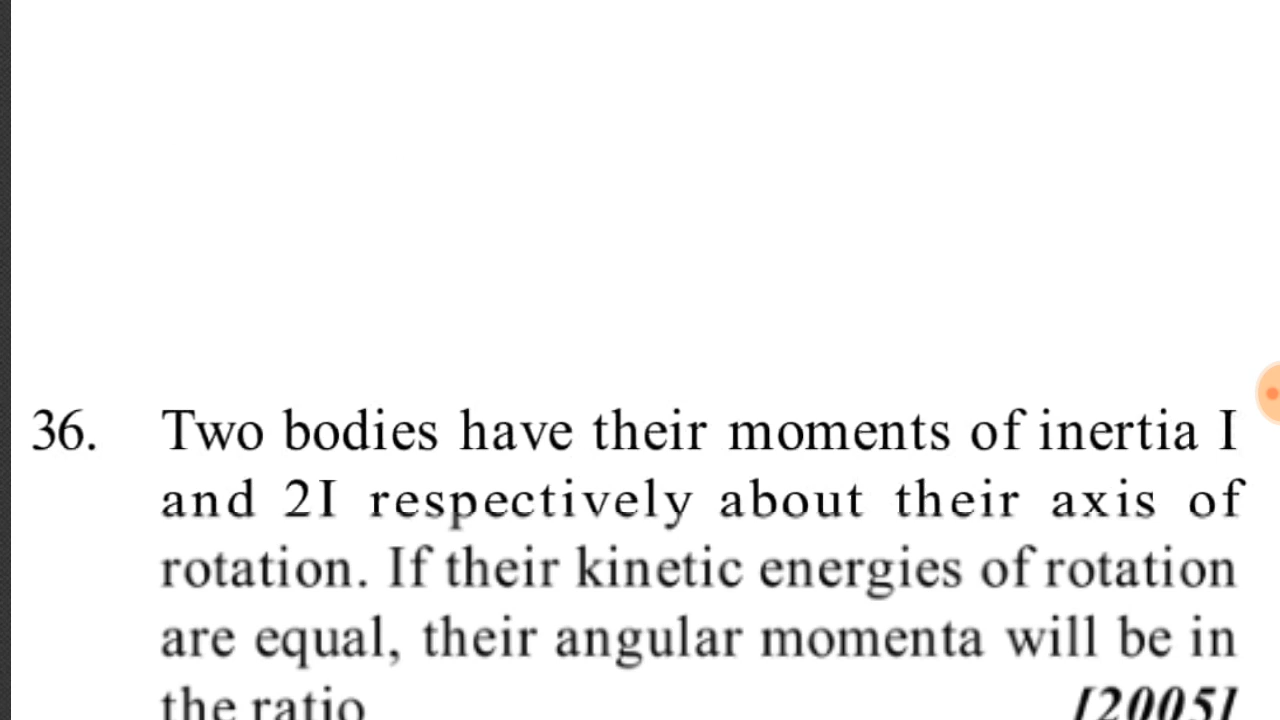 36. Two bodies have their moments of inertia I
and 2I respectively about their axis of
rotation. If their kinetic energies of rotation
are equal, their angular momenta will be in
the ratio [2005]